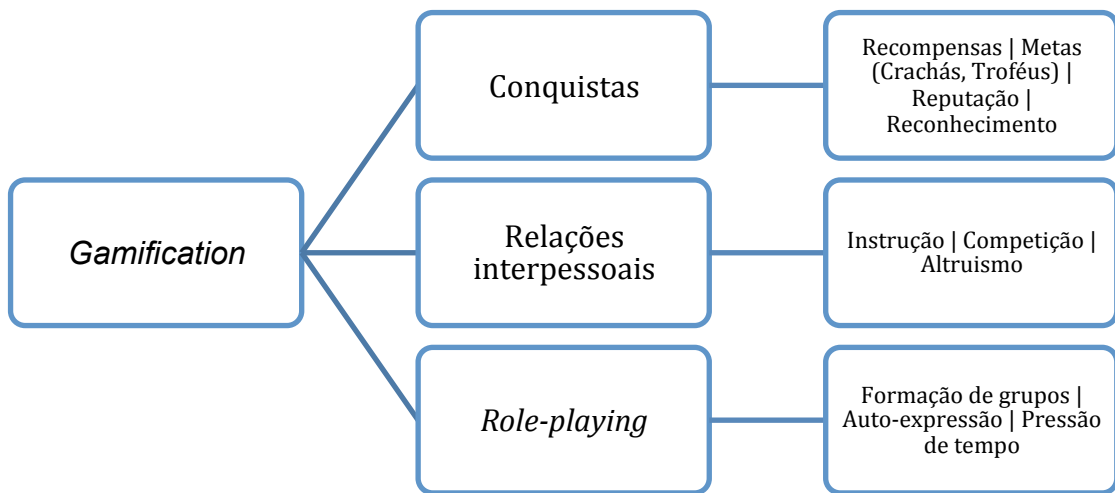 Gamification
Conquistas
Recompensas | Metas
(Crachás, Troféus) |
Reputação |
Reconhecimento
Relações
interpessoais
Instrução | Competição |
Altruismo
Role-playing
Formação de grupos |
Auto-expressão | Pressão
de tempo